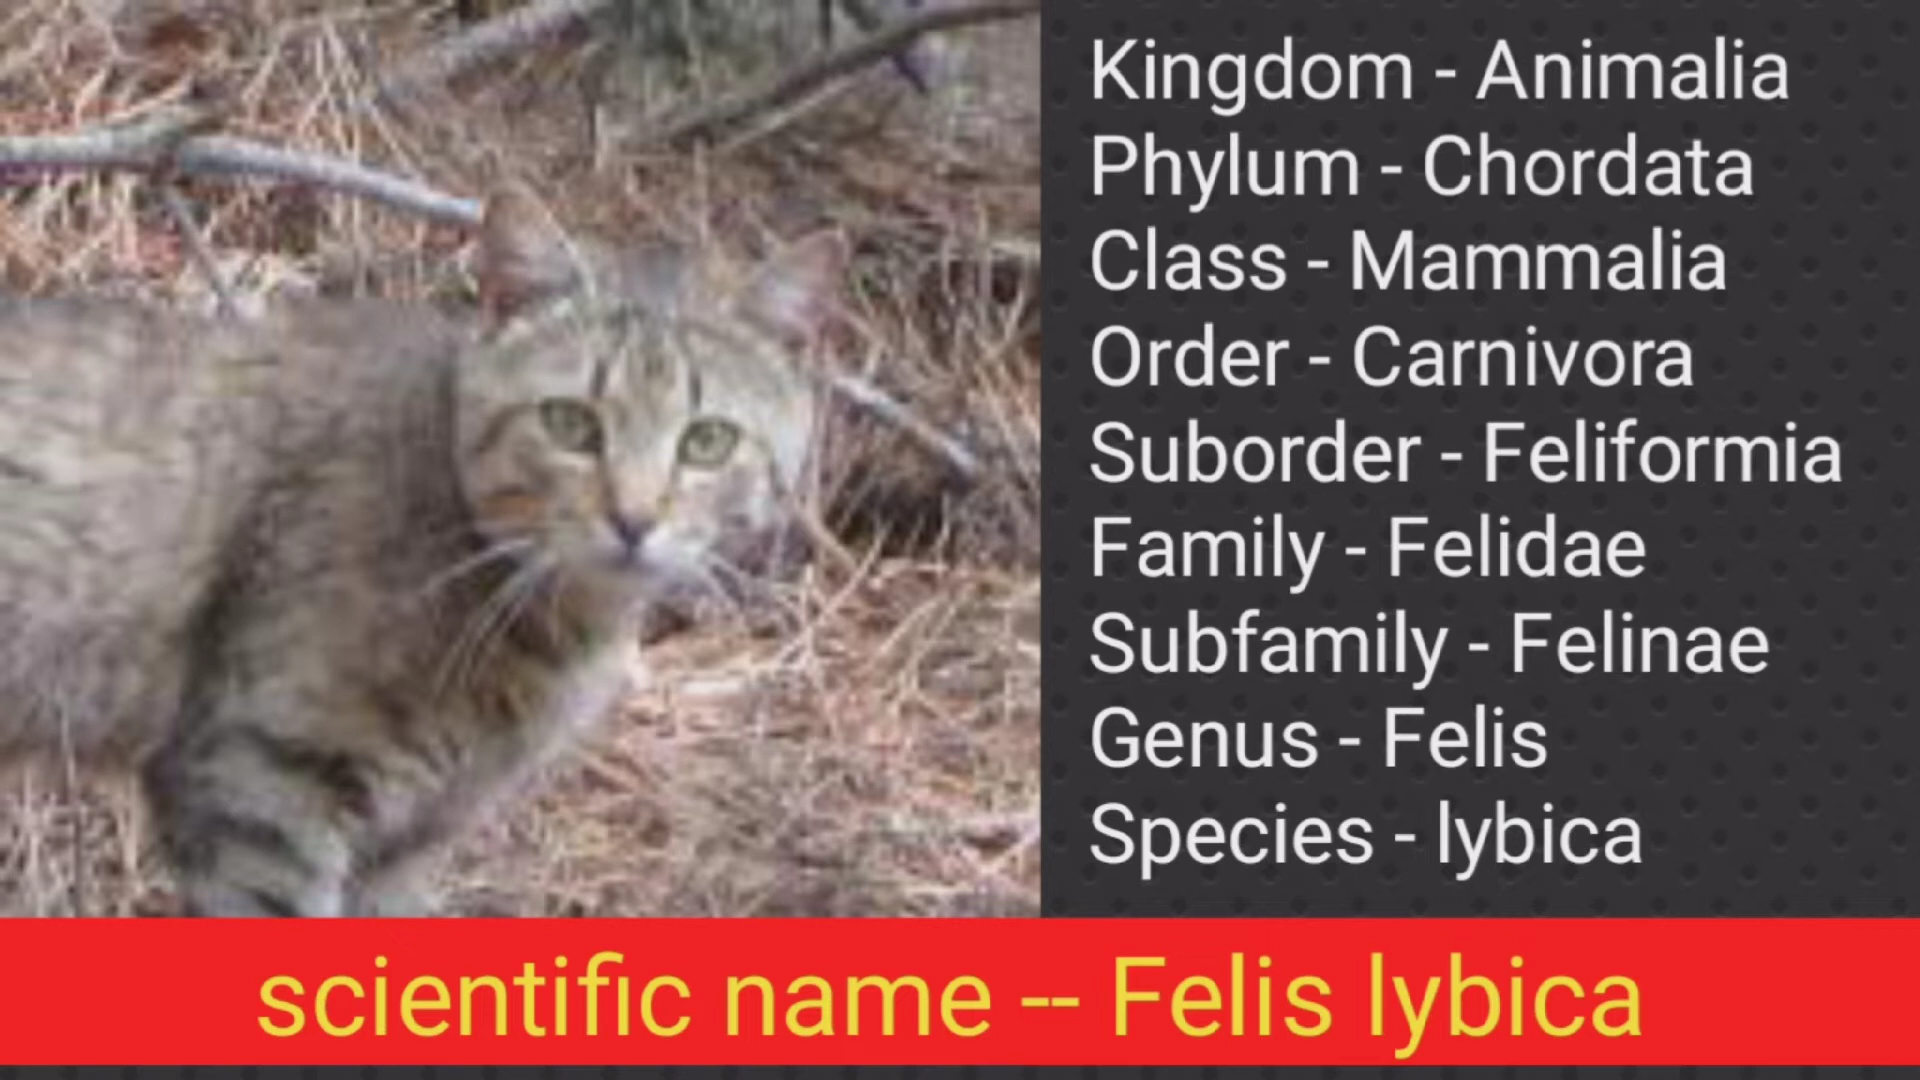 Kingdom - Animalia
Phylum - Chordata
Class - Mammalia
Order - Carnivora
Suborder - Feliformia
Family - Felidae
Subfamily - Felinae
Genus - Felis
Species - lybica
scientific name -- Felis lybica